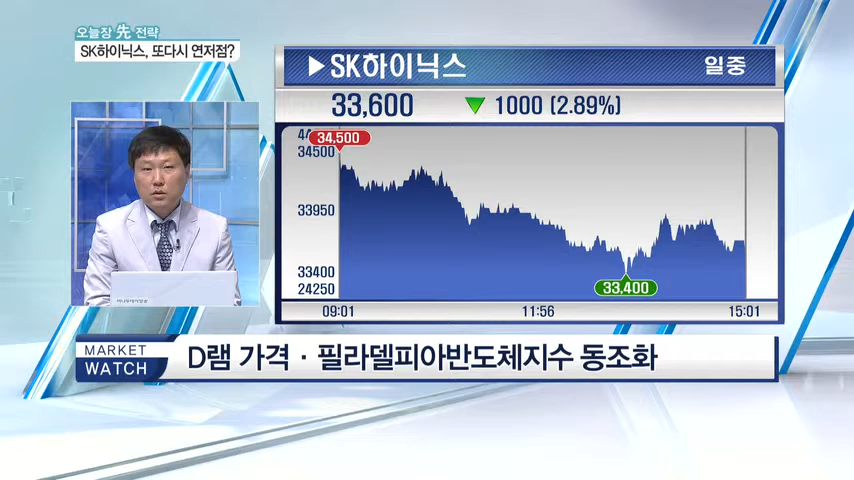 오늘장 先 전략
SK하이닉스, 또다시 연저점?
▶SK하이닉스 일중
33,600 ▼ 1000 (2.89%)
34,500
34500
33950
33400
24250
33,400
09:01 11:56 15:01
MARKET WATCH
D램 가격 · 필라델피아반도체지수 동조화